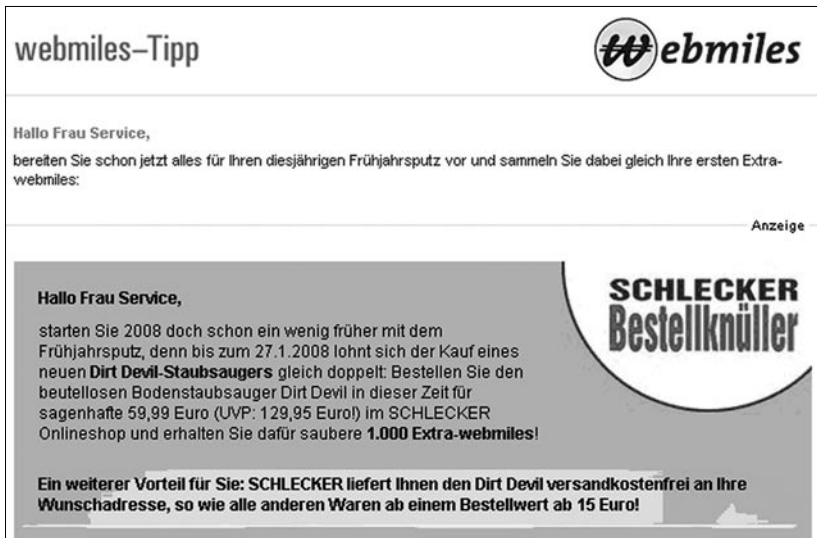 webmiles–Tipp
webmiles
Hallo Frau Service,
bereiten Sie schon jetzt alles für Ihren diesjährigen Frühjahrsputz vor und sammeln Sie dabei gleich Ihre ersten Extra-
webmiles:
Anzeige
SCHLECKER
Bestellknüller
Hallo Frau Service,
starten Sie 2008 doch schon ein wenig früher mit dem
Frühjahrsputz, denn bis zum 27.1.2008 lohnt sich der Kauf eines
neuen Dirt Devil-Staubsaugers gleich doppelt: Bestellen Sie den
beutellosen Bodenstaubsauger Dirt Devil in dieser Zeit für
sagenhafte 59,99 Euro (UVP: 129,95 Euro!) im SCHLECKER
Onlineshop und erhalten Sie dafür saubere 1.000 Extra-webmiles!
Ein weiterer Vorteil für Sie: SCHLECKER liefert Ihnen den Dirt Devil versandkostenfrei an Ihre
Wunschadresse, so wie alle anderen Waren ab einem Bestellwert ab 15 Euro!